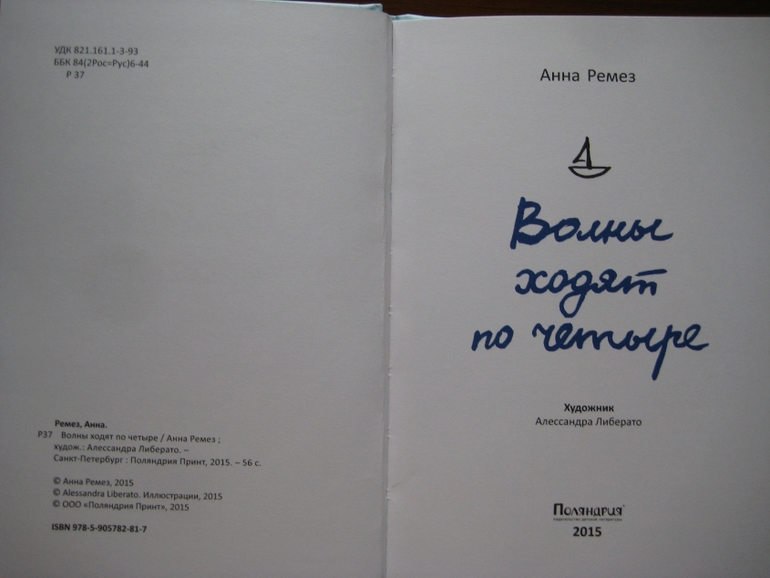 УДК 821.161.1-3-93
ББК 84(2Рос=Рус)6-44
Р 37
Ремез, Анна.
Р37 Волны ходят по четыре / Анна Ремез ;
худож.: Алессандра Либерато. –
Санкт-Петербург : Поляндрия Принт, 2015. – 56 с.
© Анна Ремез, 2015
© Alessandra Liberato. Иллюстрации, 2015
© ООО «Поляндрия Принт», 2015
ISBN 978-5-905782-81-7
Анна Ремез
Волны
ходят
по четыре
Художник
Алессандра Либерато
Поляндрия
издательство детской литературы
2015